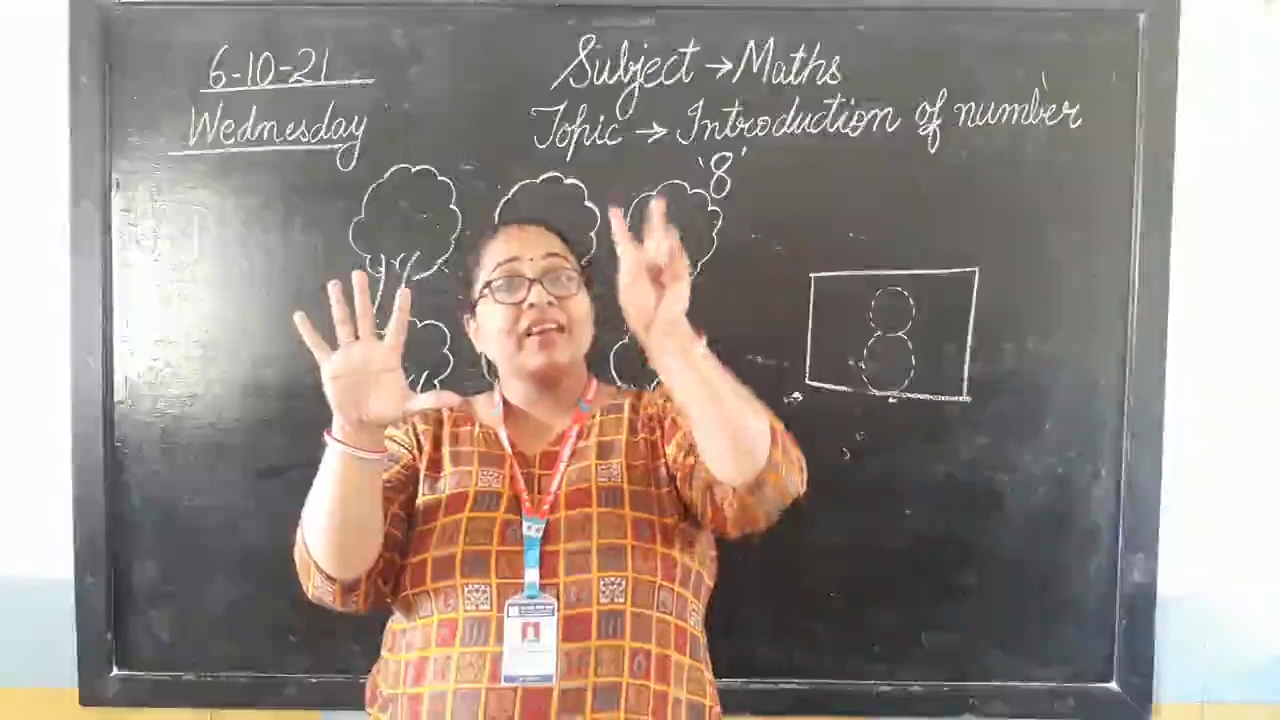 6-10-21
Wednesday
Subject → Maths
Topic → Introduction of number
'8'
8